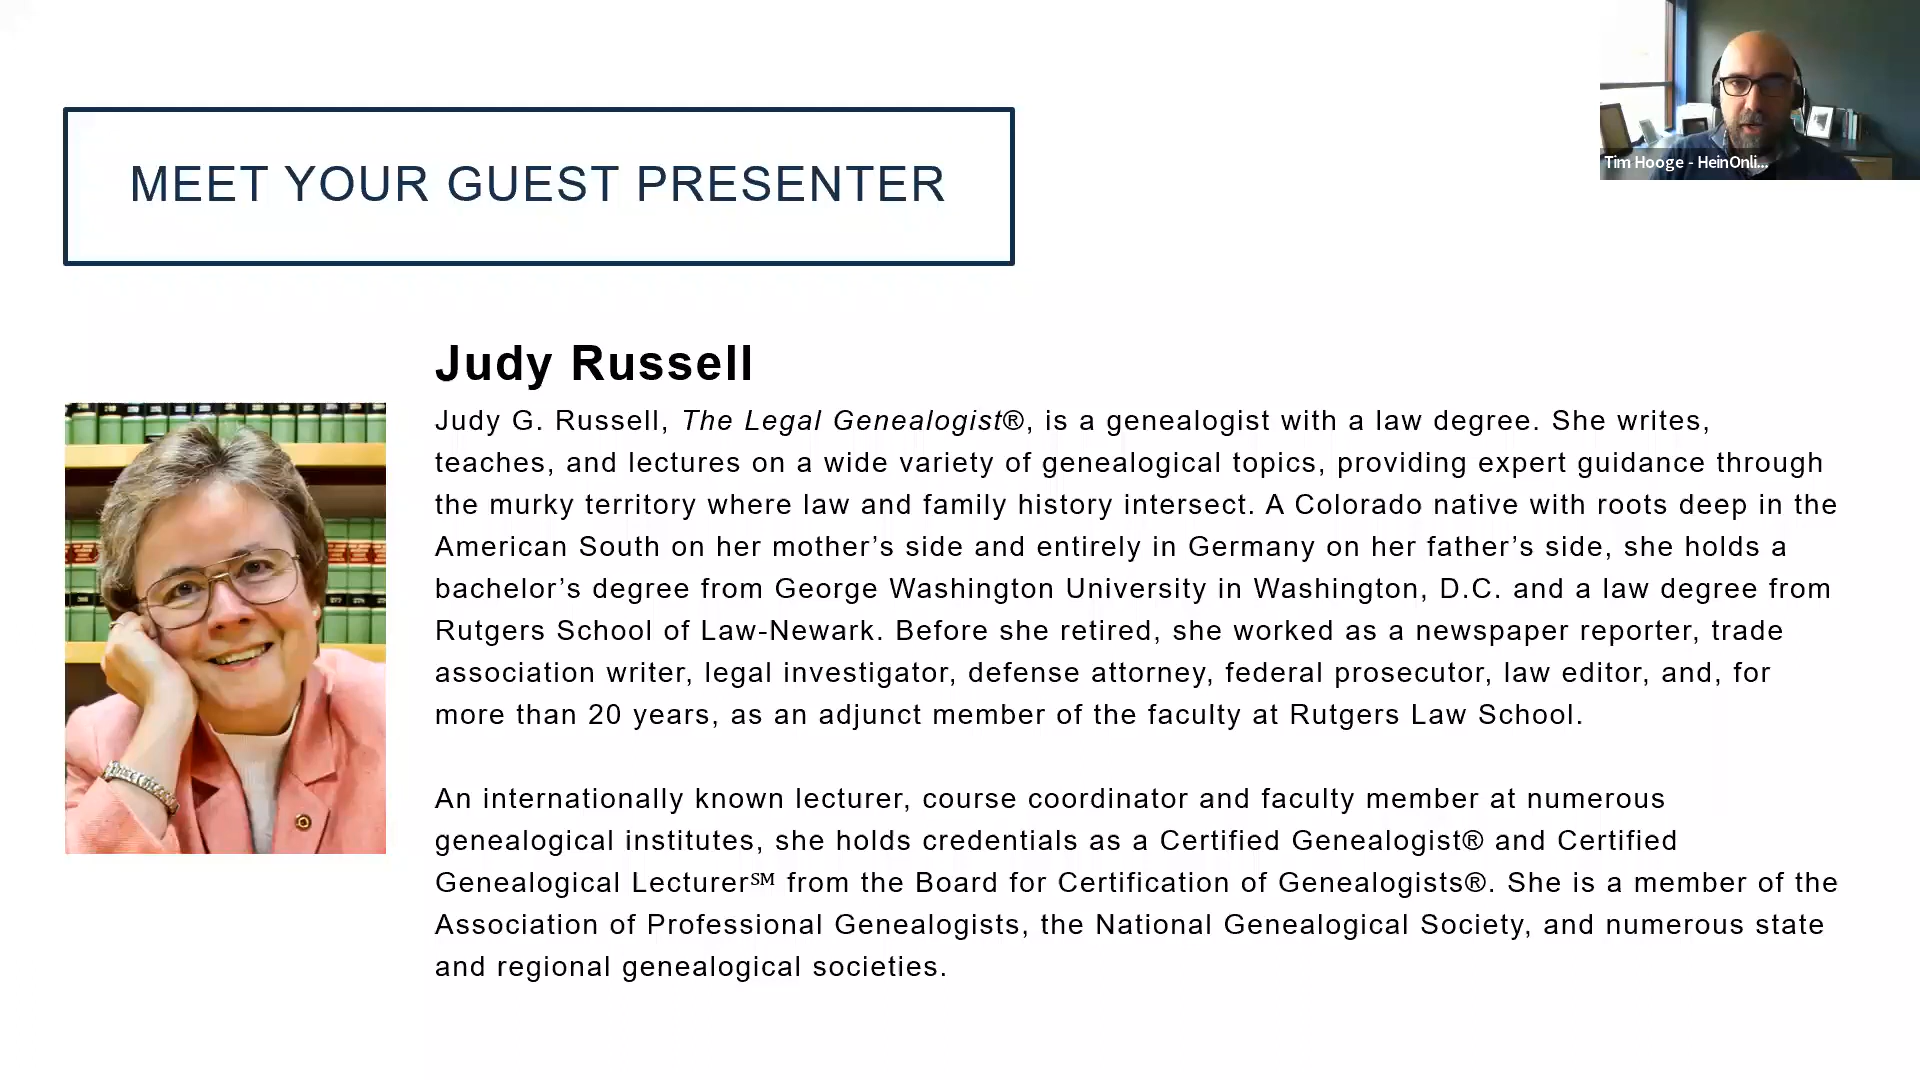 MEET YOUR GUEST PRESENTER
Tim Hooge - HeinOnli...
Judy Russell
Judy G. Russell, The Legal Genealogist®, is a genealogist with a law degree. She writes,
teaches, and lectures on a wide variety of genealogical topics, providing expert guidance through
the murky territory where law and family history intersect. A Colorado native with roots deep in the
American South on her mother’s side and entirely in Germany on her father’s side, she holds a
bachelor’s degree from George Washington University in Washington, D.C. and a law degree from
Rutgers School of Law-Newark. Before she retired, she worked as a newspaper reporter, trade
association writer, legal investigator, defense attorney, federal prosecutor, law editor, and, for
more than 20 years, as an adjunct member of the faculty at Rutgers Law School.
An internationally known lecturer, course coordinator and faculty member at numerous
genealogical institutes, she holds credentials as a Certified Genealogist® and Certified
Genealogical Lecturer℠ from the Board for Certification of Genealogists®. She is a member of the
Association of Professional Genealogists, the National Genealogical Society, and numerous state
and regional genealogical societies.